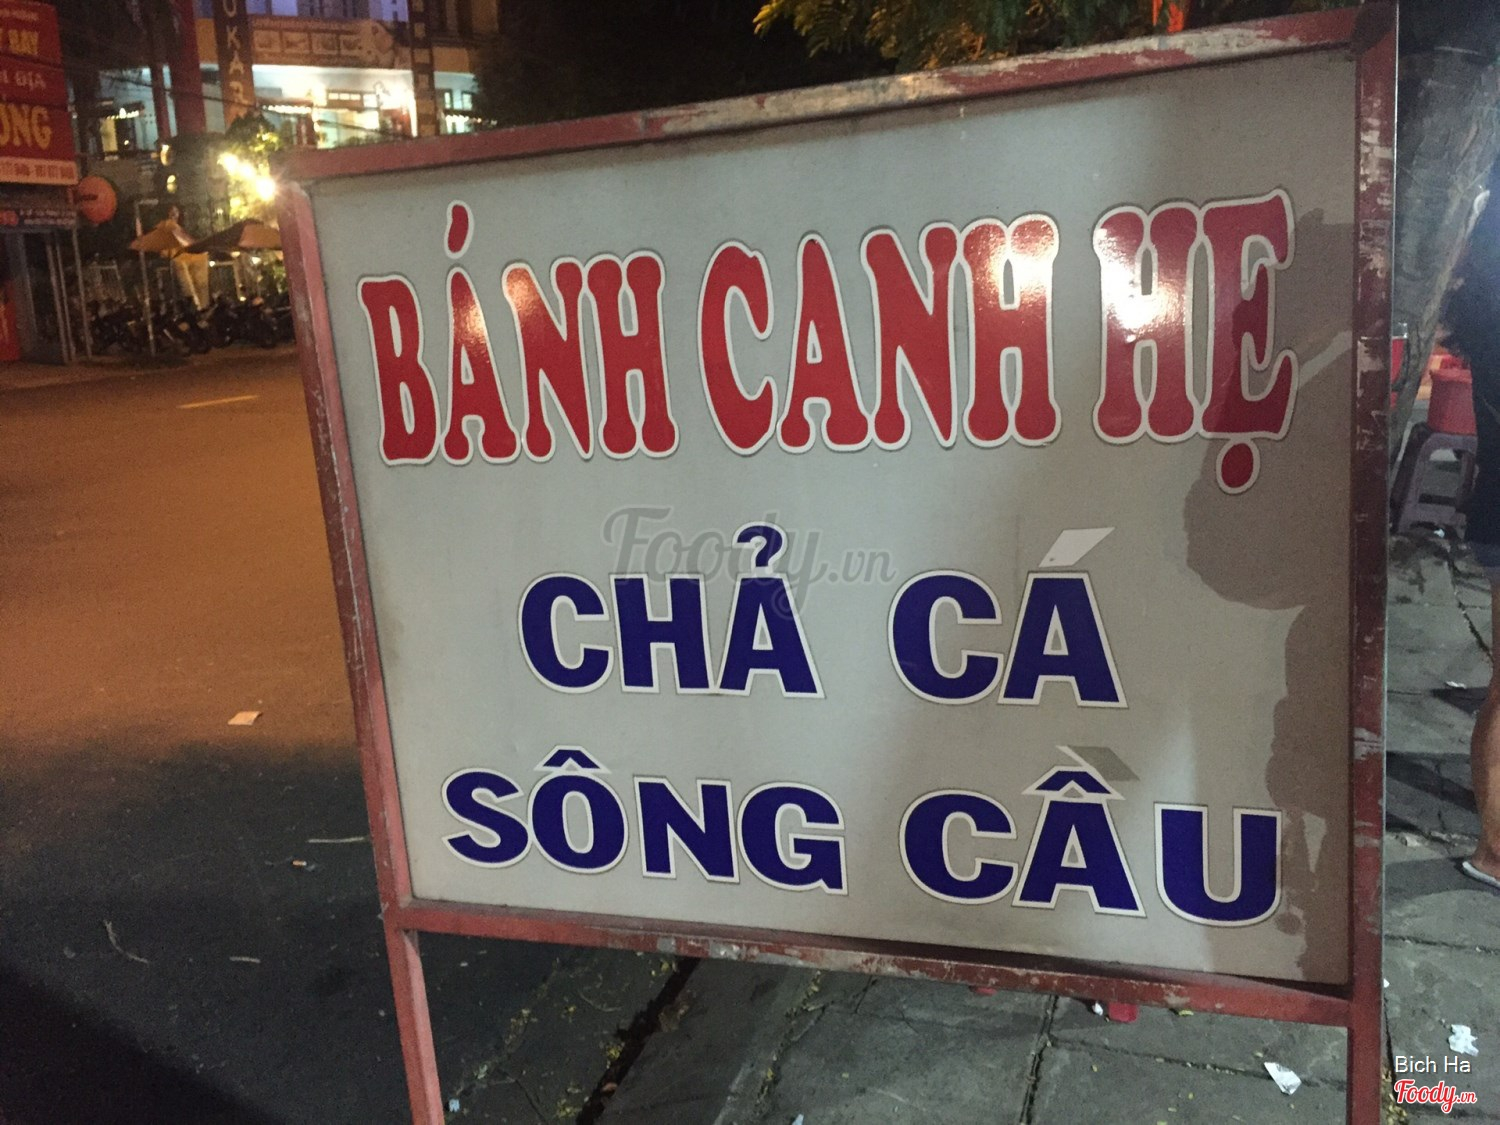 BÁNH CANH HẸ
CHẢ CÁ
SÔNG CẦU
Foody.vn
Bich Ha
Foody.vn